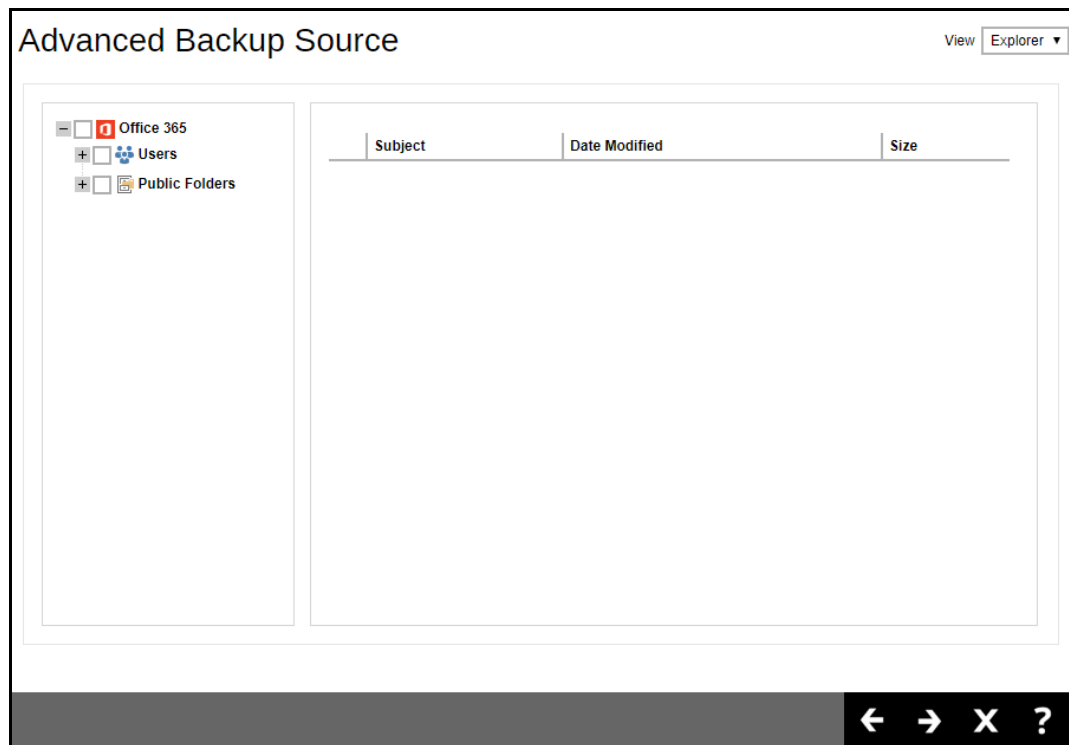 Advanced Backup Source
View Explorer
Office 365
Users
Public Folders
Subject Date Modified Size
X ?